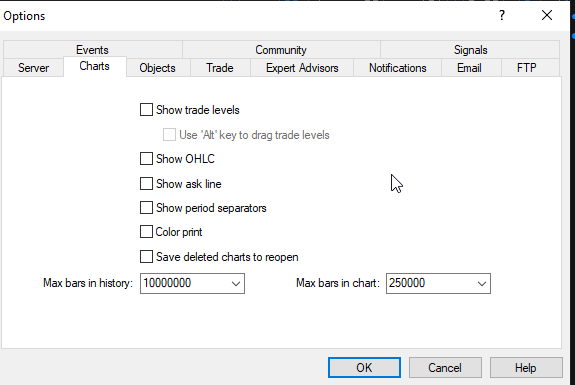 Options
?
Events Community Signals
Server Charts Objects Trade Expert Advisors Notifications Email FTP
Show trade levels
Use 'Alt' key to drag trade levels
Show OHLC
Show ask line
Show period separators
Color print
Save deleted charts to reopen
Max bars in history: 10000000 Max bars in chart: 250000
OK Cancel Help